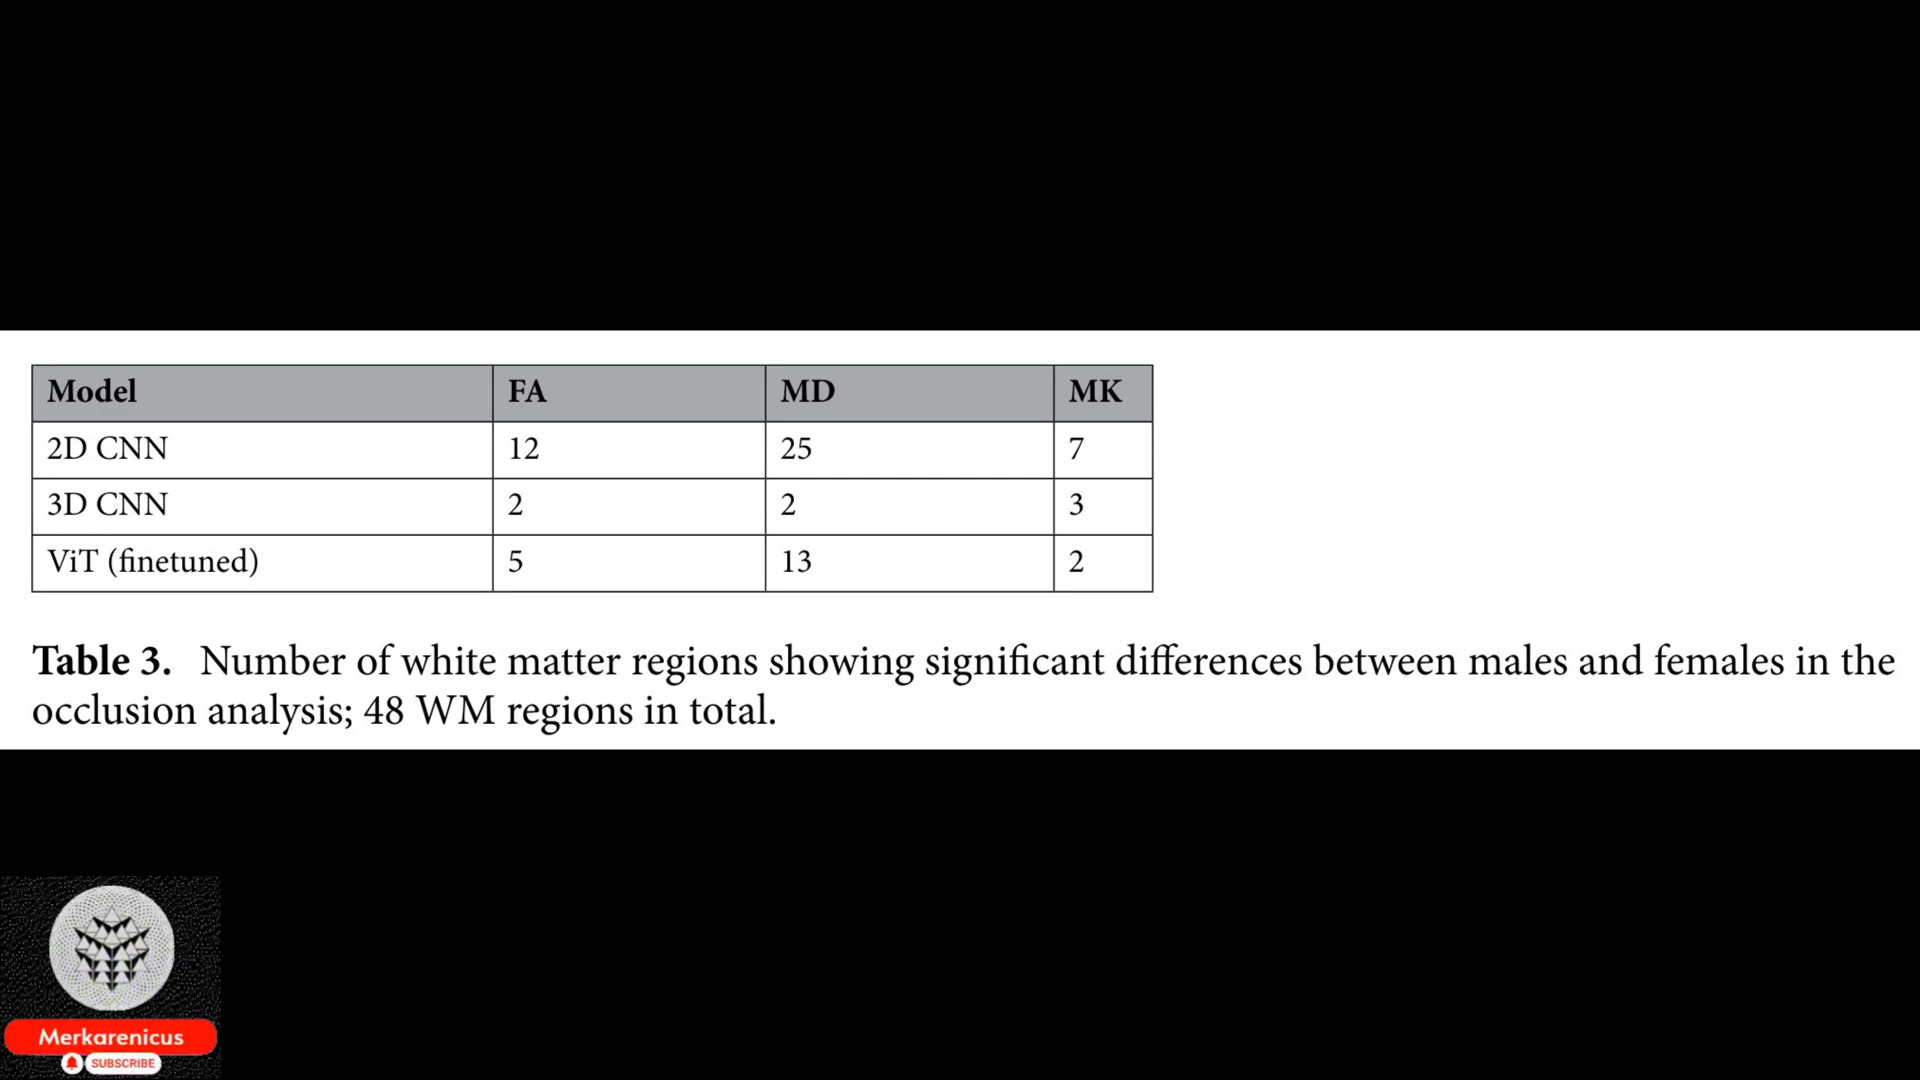 Model FA MD MK
2D CNN 12 25 7
3D CNN 2 2 3
ViT (finetuned) 5 13 2
Table 3. Number of white matter regions showing significant differences between males and females in the
occlusion analysis; 48 WM regions in total.
Merkarenicus
SUBSCRIBE